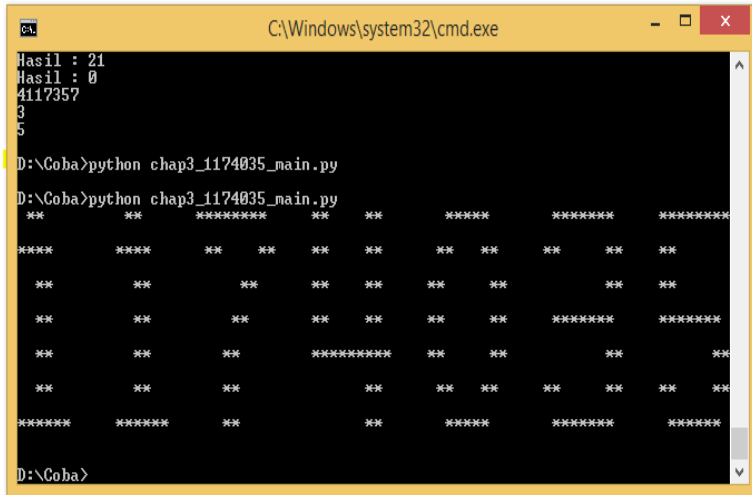 C:\Windows\system32\cmd.exe
Hasil : 21
Hasil : 0
4117357
3
5
D:\Coba>python chap3_1174035_main.py
D:\Coba>python chap3_1174035_main.py
 **         **     ********     **    **       *****       *******     ********
****       ****     **    **    **    **      **   **     **     **    **
  **         **         **      **    **     **     **           **    **
  **         **        **       **    **     **     **     *******     *******
  **         **       **        *********    **     **           **          **
  **         **       **              **      **   **     **     **    **    **
******     ******     **              **       *****       *******      ******
D:\Coba>